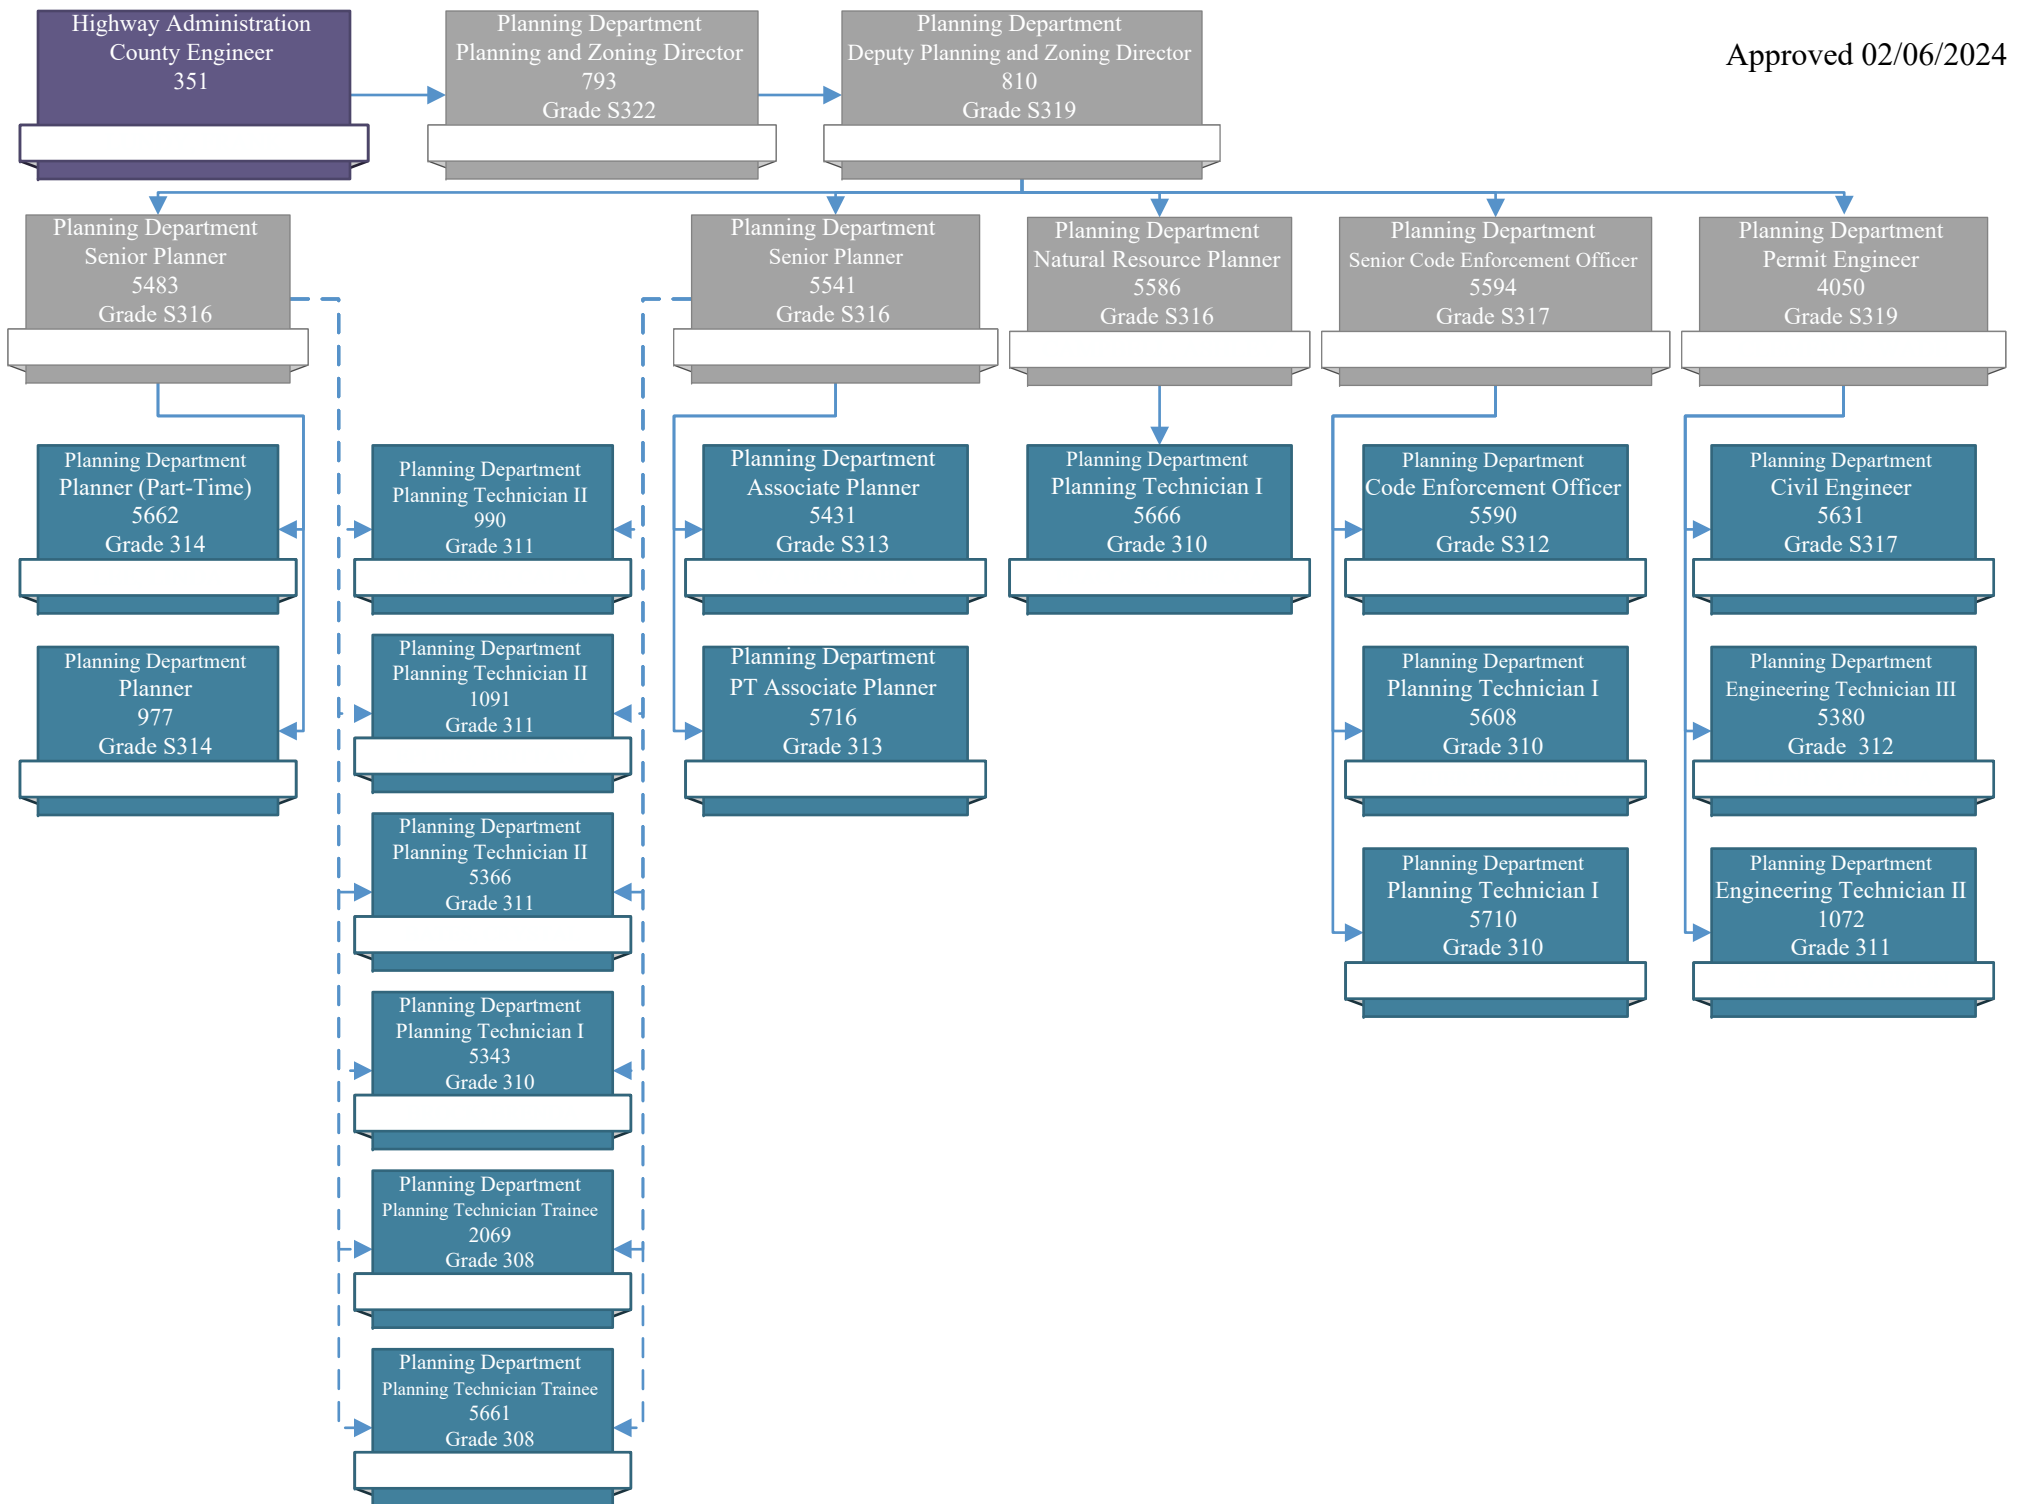 Highway Administration
County Engineer
351
Planning Department
Planning and Zoning Director
793
Grade S322
Planning Department
Deputy Planning and Zoning Director
810
Grade S319
Approved 02/06/2024
Planning Department
Senior Planner
5483
Grade S316
Planning Department
Senior Planner
5541
Grade S316
Planning Department
Natural Resource Planner
5586
Grade S316
Planning Department
Senior Code Enforcement Officer
5594
Grade S317
Planning Department
Permit Engineer
4050
Grade S319
Planning Department
Planner (Part-Time)
5662
Grade 314
Planning Department
Planning Technician II
990
Grade 311
Planning Department
Associate Planner
5431
Grade S313
Planning Department
Planning Technician I
5666
Grade 310
Planning Department
Code Enforcement Officer
5590
Grade S312
Planning Department
Civil Engineer
5631
Grade S317
Planning Department
Planner
977
Grade S314
Planning Department
Planning Technician II
1091
Grade 311
Planning Department
PT Associate Planner
5716
Grade 313
Planning Department
Planning Technician I
5608
Grade 310
Planning Department
Engineering Technician III
5380
Grade 312
Planning Department
Planning Technician II
5366
Grade 311
Planning Department
Planning Technician I
5710
Grade 310
Planning Department
Engineering Technician II
1072
Grade 311
Planning Department
Planning Technician I
5343
Grade 310
Planning Department
Planning Technician Trainee
2069
Grade 308
Planning Department
Planning Technician Trainee
5661
Grade 308